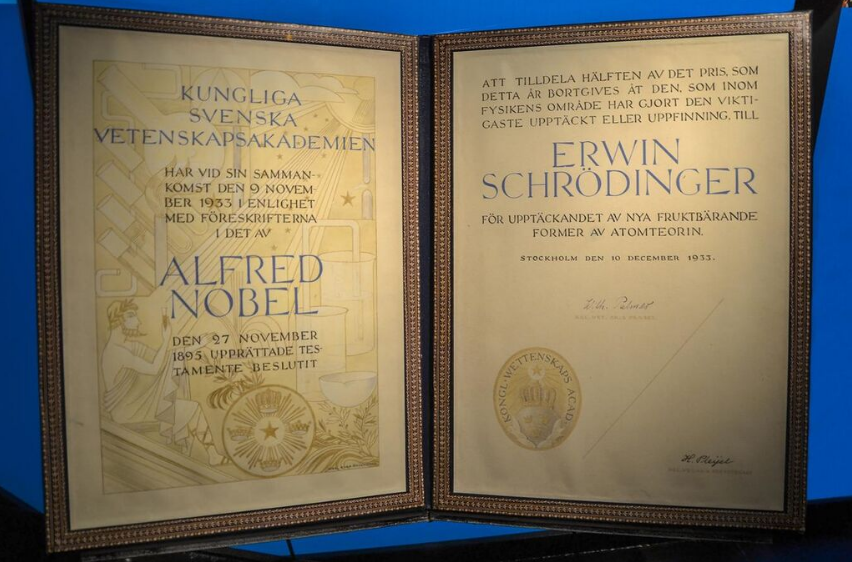 KUNGLIGA
SVENSKA
VETENSKAPSAKADEMIEN
HAR VID SIN SAMMAN-
KOMST DEN 9 NOVEM
BER 1933 I ENLIGHET
MED FÖRESKRIFTERNA
I DET AV
ALFRED
NOBEL
DEN 27 NOVEMBER
1895 UPPRÄTTADE TES-
TAMENTE BESLUTIT
ATT TILLDELA HÄLFTEN AV DET PRIS, SOM
DETTA ÅR BORTGIVES ÅT DEN, SOM INOM
FYSIKENS OMRÅDE HAR GJORT DEN VIKTI-
GASTE UPPTÄCKT ELLER UPPFINNING, TILL
ERWIN
SCHRÖDINGER
FÖR UPPTÄCKANDET AV NYA FRUKTBÄRANDE
FORMER AV ATOMTEORIN.
STOCKHOLM DEN 10 DECEMBER 1933.
KONGL. WETTENSKAPS ACAD.
H. Pleijel